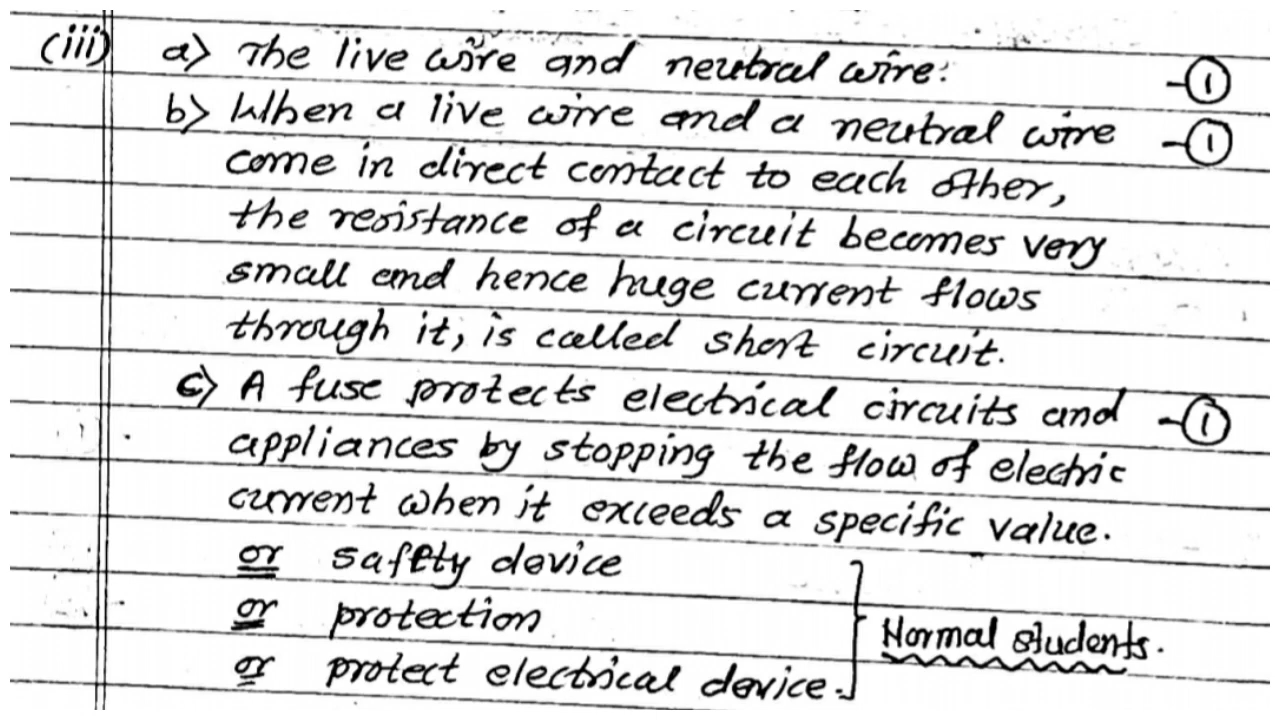 (iii) a) The live wire and neutral wire. -①
b) When a live wire and a neutral wire -①
come in direct contact to each other,
the resistance of a circuit becomes very
small and hence huge current flows
through it, is called short circuit.
c) A fuse protects electrical circuits and -①
appliances by stopping the flow of electric
current when it exceeds a specific value.
or safety device
or protection
Normal students.
or protect electrical device.